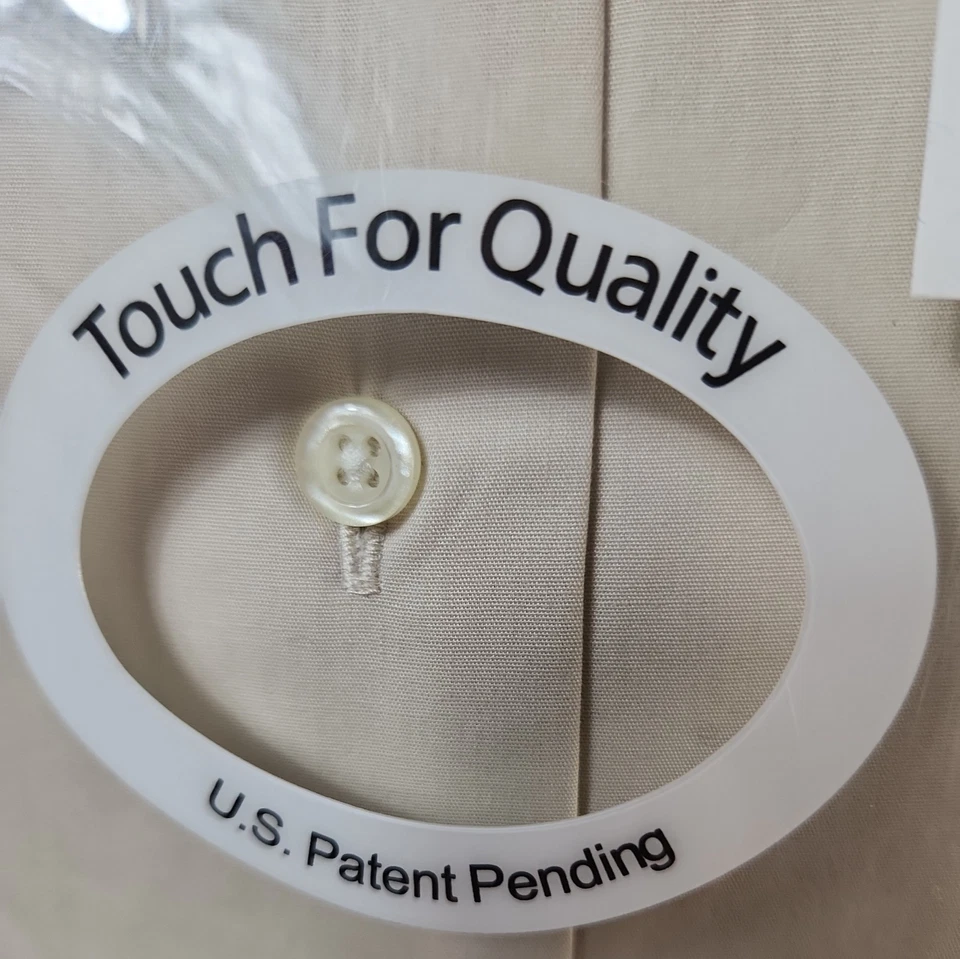 Touch For Quality
U.S. Patent Pending